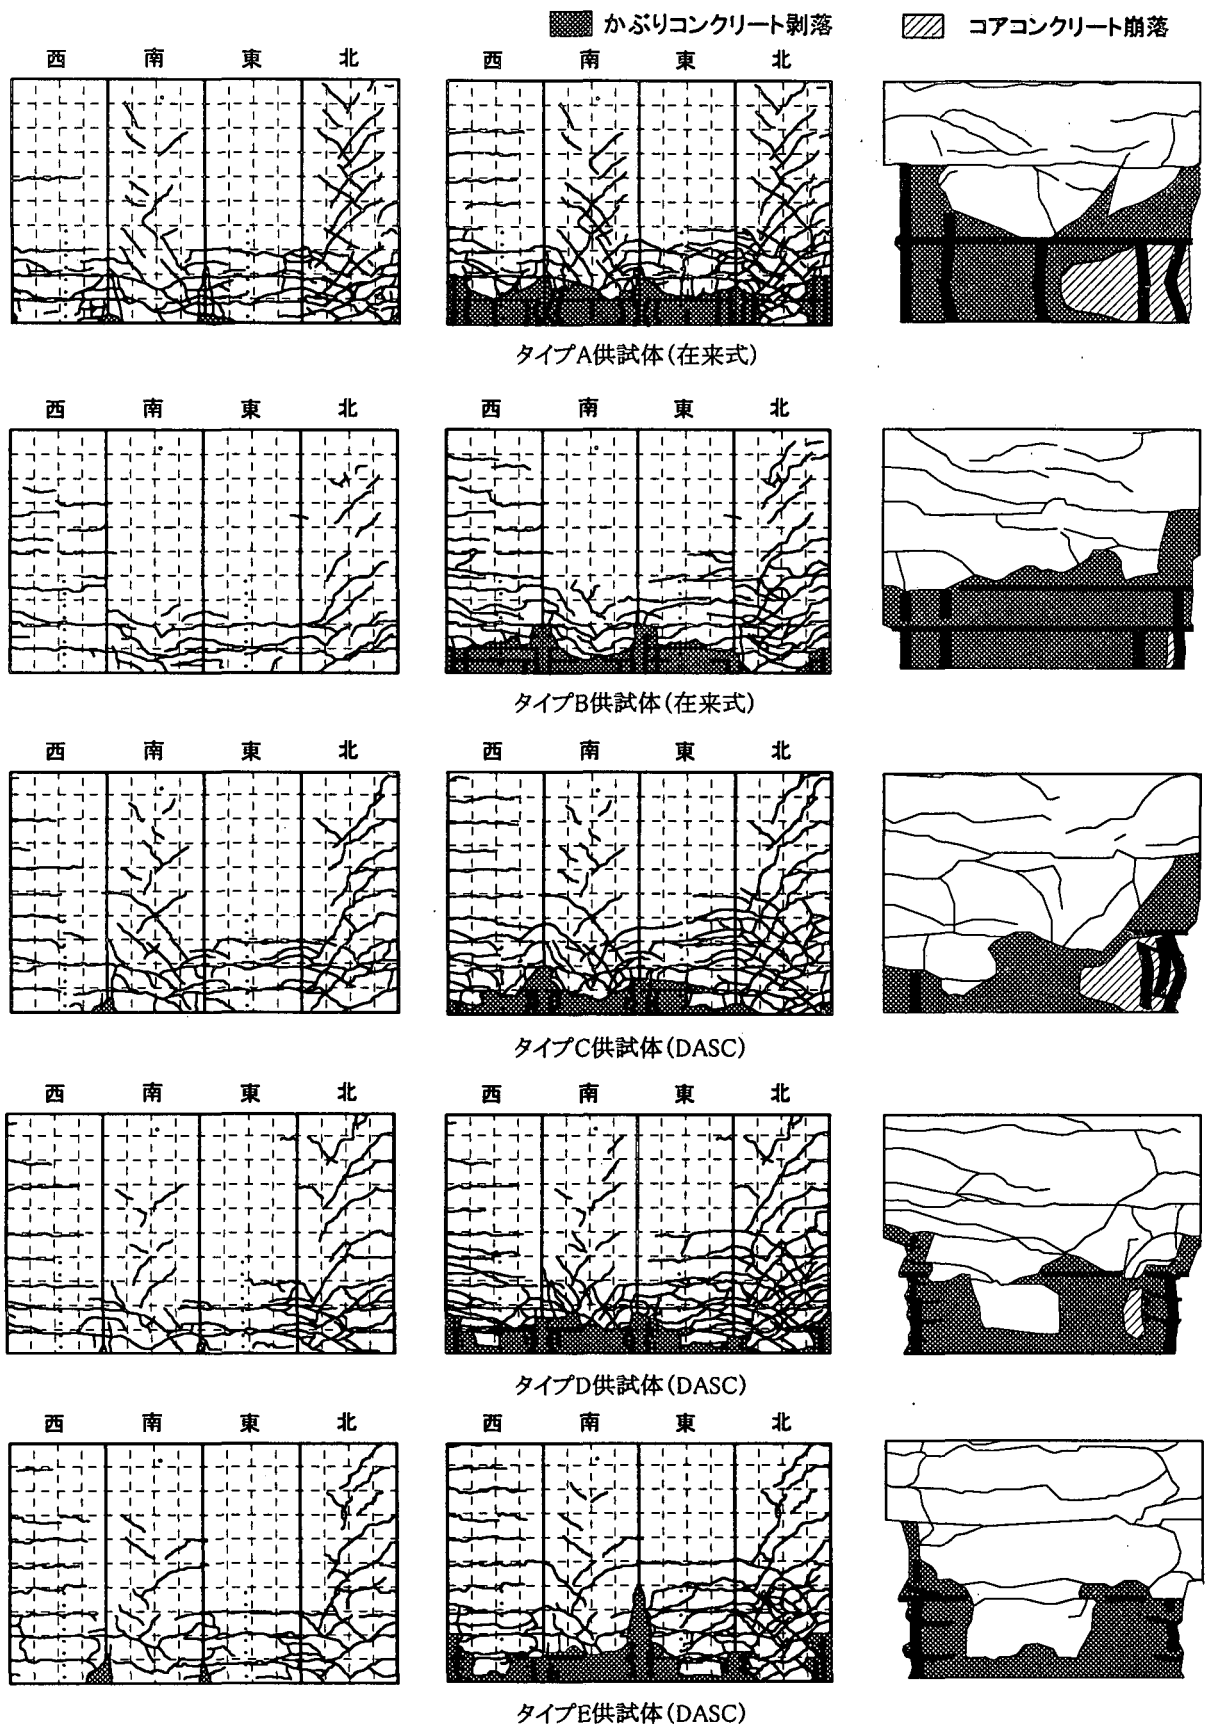 かぶりコンクリート剥落 コアコンクリート崩落
西 南 東 北 西 南 東 北
タイプA供試体(在来式)
西 南 東 北 西 南 東 北
タイプB供試体(在来式)
西 南 東 北 西 南 東 北
タイプC供試体(DASC)
西 南 東 北 西 南 東 北
タイプD供試体(DASC)
西 南 東 北 西 南 東 北
タイプE供試体(DASC)